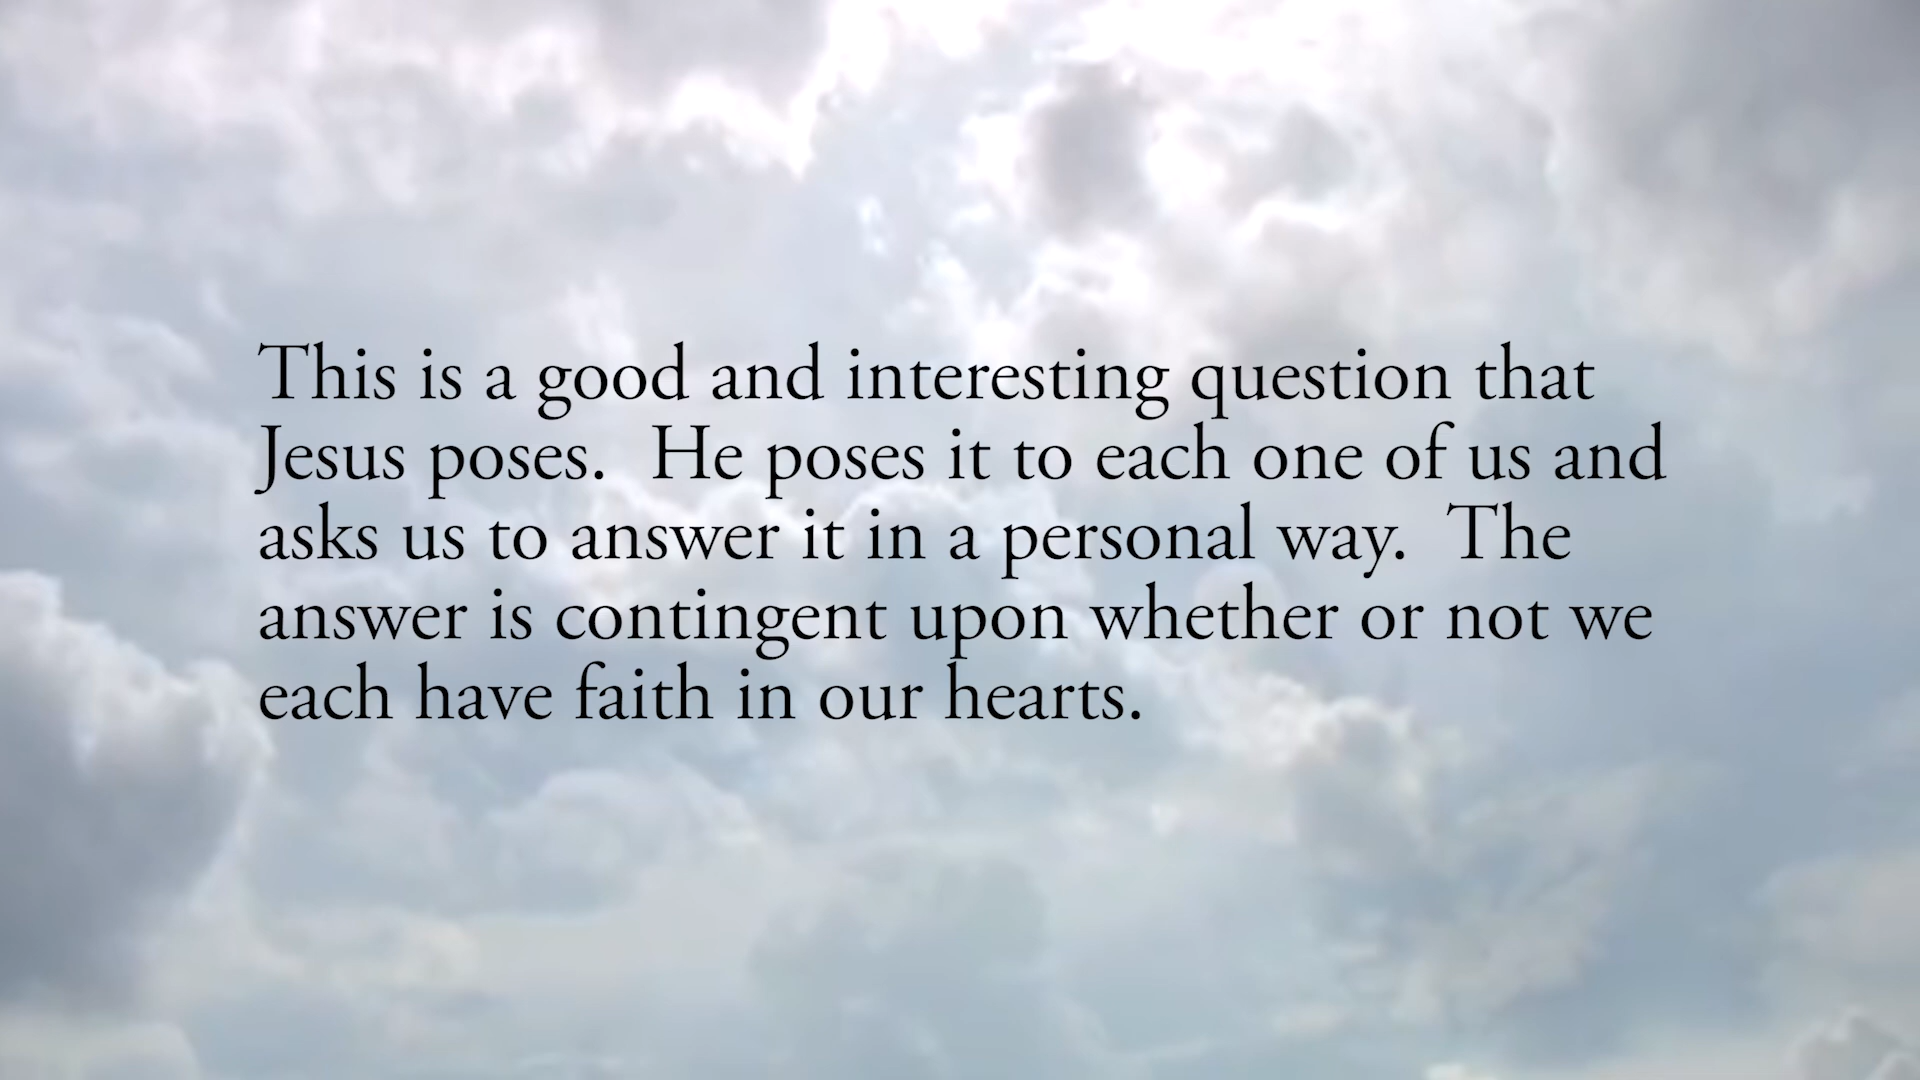 This is a good and interesting question that
Jesus poses.  He poses it to each one of us and
asks us to answer it in a personal way.  The
answer is contingent upon whether or not we
each have faith in our hearts.